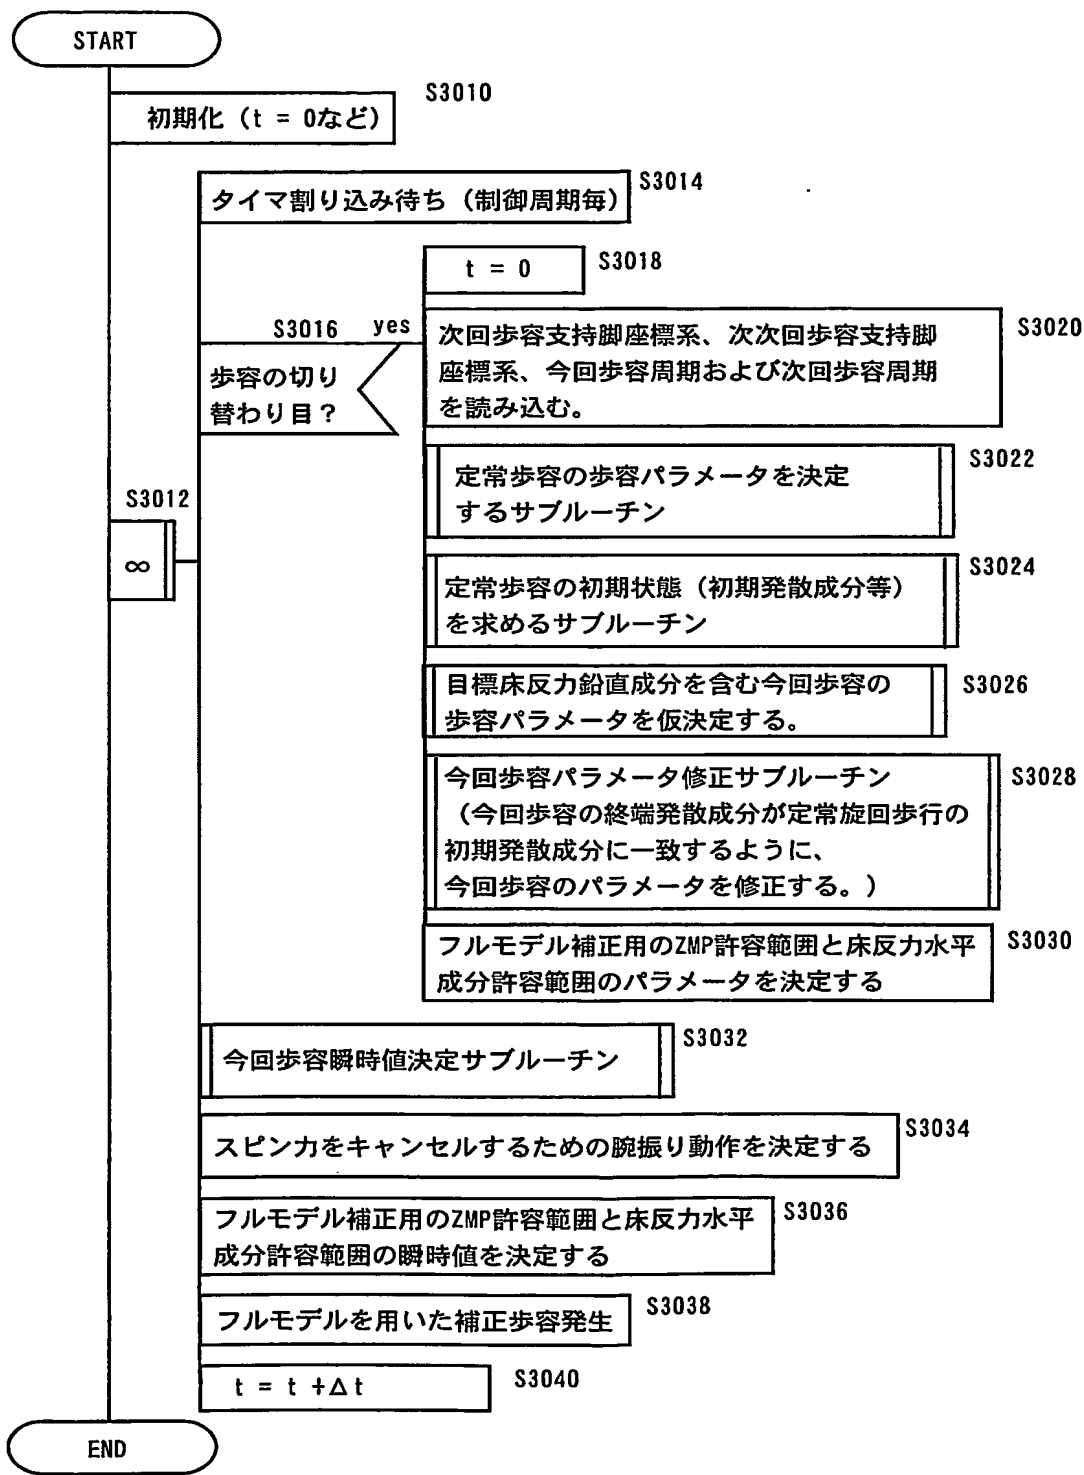 START
S3010
初期化（t = 0など）
S3014
タイマ割り込み待ち（制御周期毎）
t = 0
S3018
S3016
yes
歩容の切り
替わり目？
次回歩容支持脚座標系、次次回歩容支持脚
座標系、今回歩容周期および次回歩容周期
を読み込む。
S3020
定常歩容の歩容パラメータを決定
するサブルーチン
S3022
S3012
∞
定常歩容の初期状態（初期発散成分等）
を求めるサブルーチン
S3024
目標床反力鉛直成分を含む今回歩容の
歩容パラメータを仮決定する。
S3026
今回歩容パラメータ修正サブルーチン
（今回歩容の終端発散成分が定常旋回歩行の
初期発散成分に一致するように、
今回歩容のパラメータを修正する。）
S3028
フルモデル補正用のZMP許容範囲と床反力水平
成分許容範囲のパラメータを決定する
S3030
今回歩容瞬時値決定サブルーチン
S3032
スピン力をキャンセルするための腕振り動作を決定する
S3034
フルモデル補正用のZMP許容範囲と床反力水平
成分許容範囲の瞬時値を決定する
S3036
フルモデルを用いた補正歩容発生
S3038
t = t +Δt
S3040
END